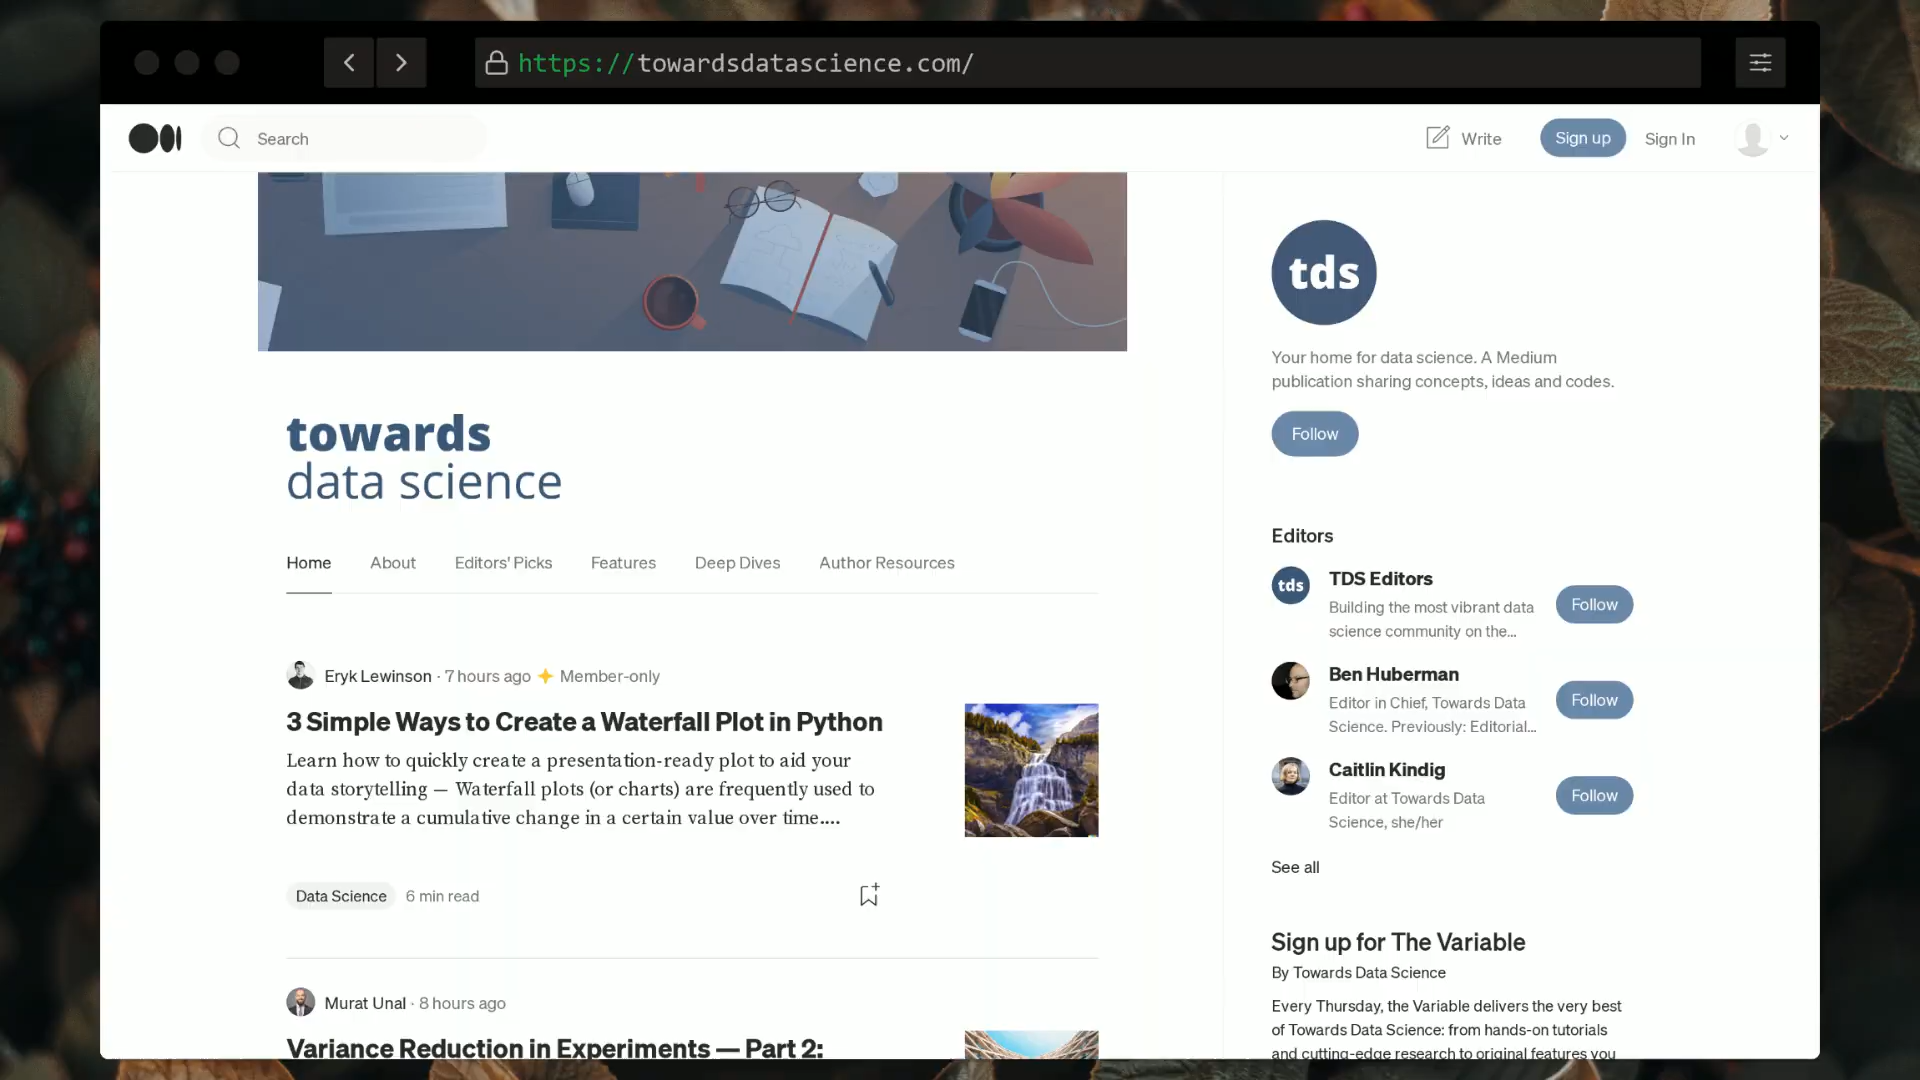 https://towardsdatascience.com/
Search
Write
Sign up
Sign In
tds
Your home for data science. A Medium
publication sharing concepts, ideas and codes.
Follow
towards
data science
Home
About
Editors' Picks
Features
Deep Dives
Author Resources
Eryk Lewinson · 7 hours ago Member-only
3 Simple Ways to Create a Waterfall Plot in Python
Learn how to quickly create a presentation-ready plot to aid your
data storytelling — Waterfall plots (or charts) are frequently used to
demonstrate a cumulative change in a certain value over time....
Data Science
6 min read
Murat Unal · 8 hours ago
Variance Reduction in Experiments — Part 2:
Editors
tds
TDS Editors
Building the most vibrant data
science community on the...
Follow
Ben Huberman
Editor in Chief, Towards Data
Science. Previously: Editorial...
Follow
Caitlin Kindig
Editor at Towards Data
Science, she/her
Follow
See all
Sign up for The Variable
By Towards Data Science
Every Thursday, the Variable delivers the very best
of Towards Data Science: from hands-on tutorials
and cutting-edge research to original features you